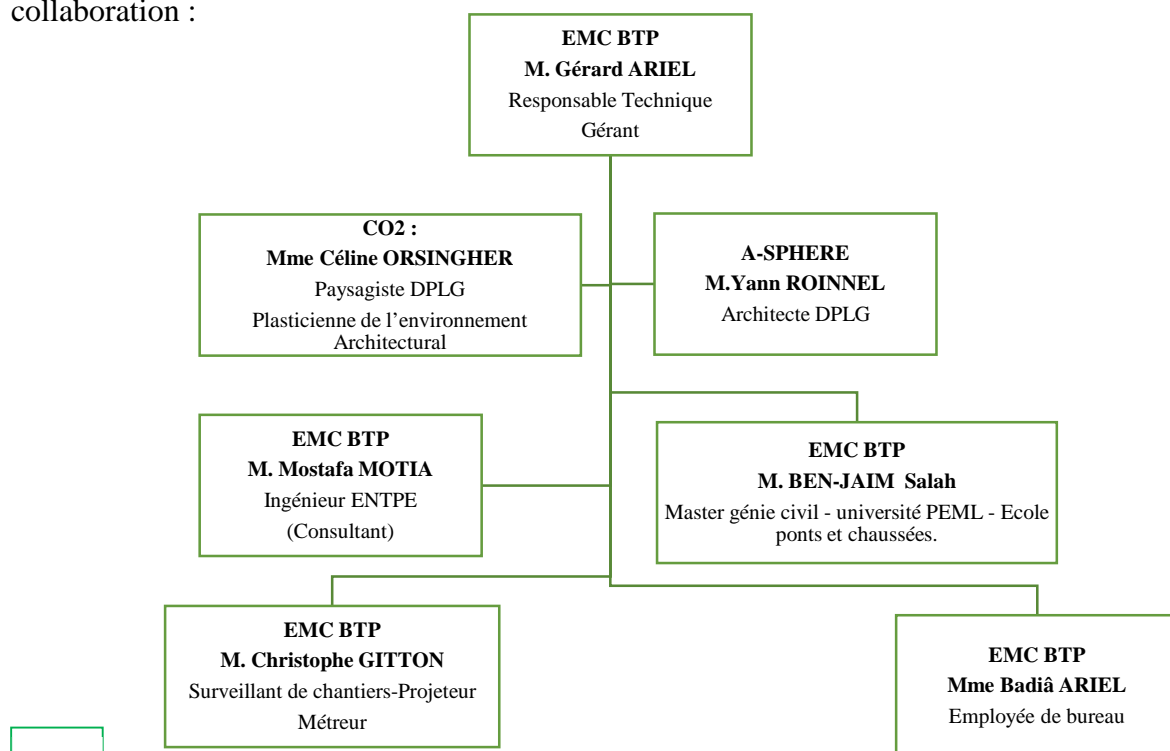 collaboration :
EMC BTP
M. Gérard ARIEL
Responsable Technique
Gérant
CO2 :
Mme Céline ORSINGHER
Paysagiste DPLG
Plasticienne de l’environnement
Architectural
A-SPHERE
M.Yann ROINNEL
Architecte DPLG
EMC BTP
M. Mostafa MOTIA
Ingénieur ENTPE
(Consultant)
EMC BTP
M. BEN-JAIM Salah
Master génie civil - université PEML - Ecole
ponts et chaussées.
EMC BTP
M. Christophe GITTON
Surveillant de chantiers-Projeteur
Métreur
EMC BTP
Mme Badiâ ARIEL
Employée de bureau